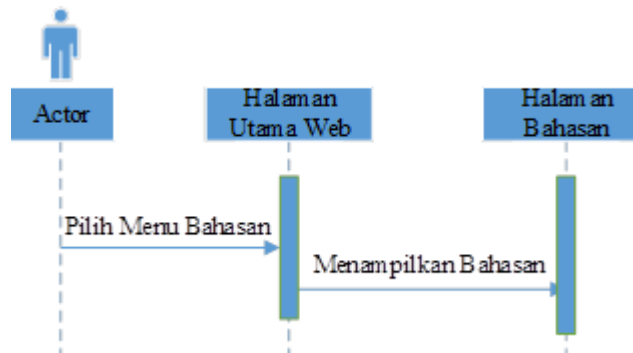 Actor
Halaman
Utama Web
Halaman
Bahasan
Pilih Menu Bahasan
Menampilkan Bahasan